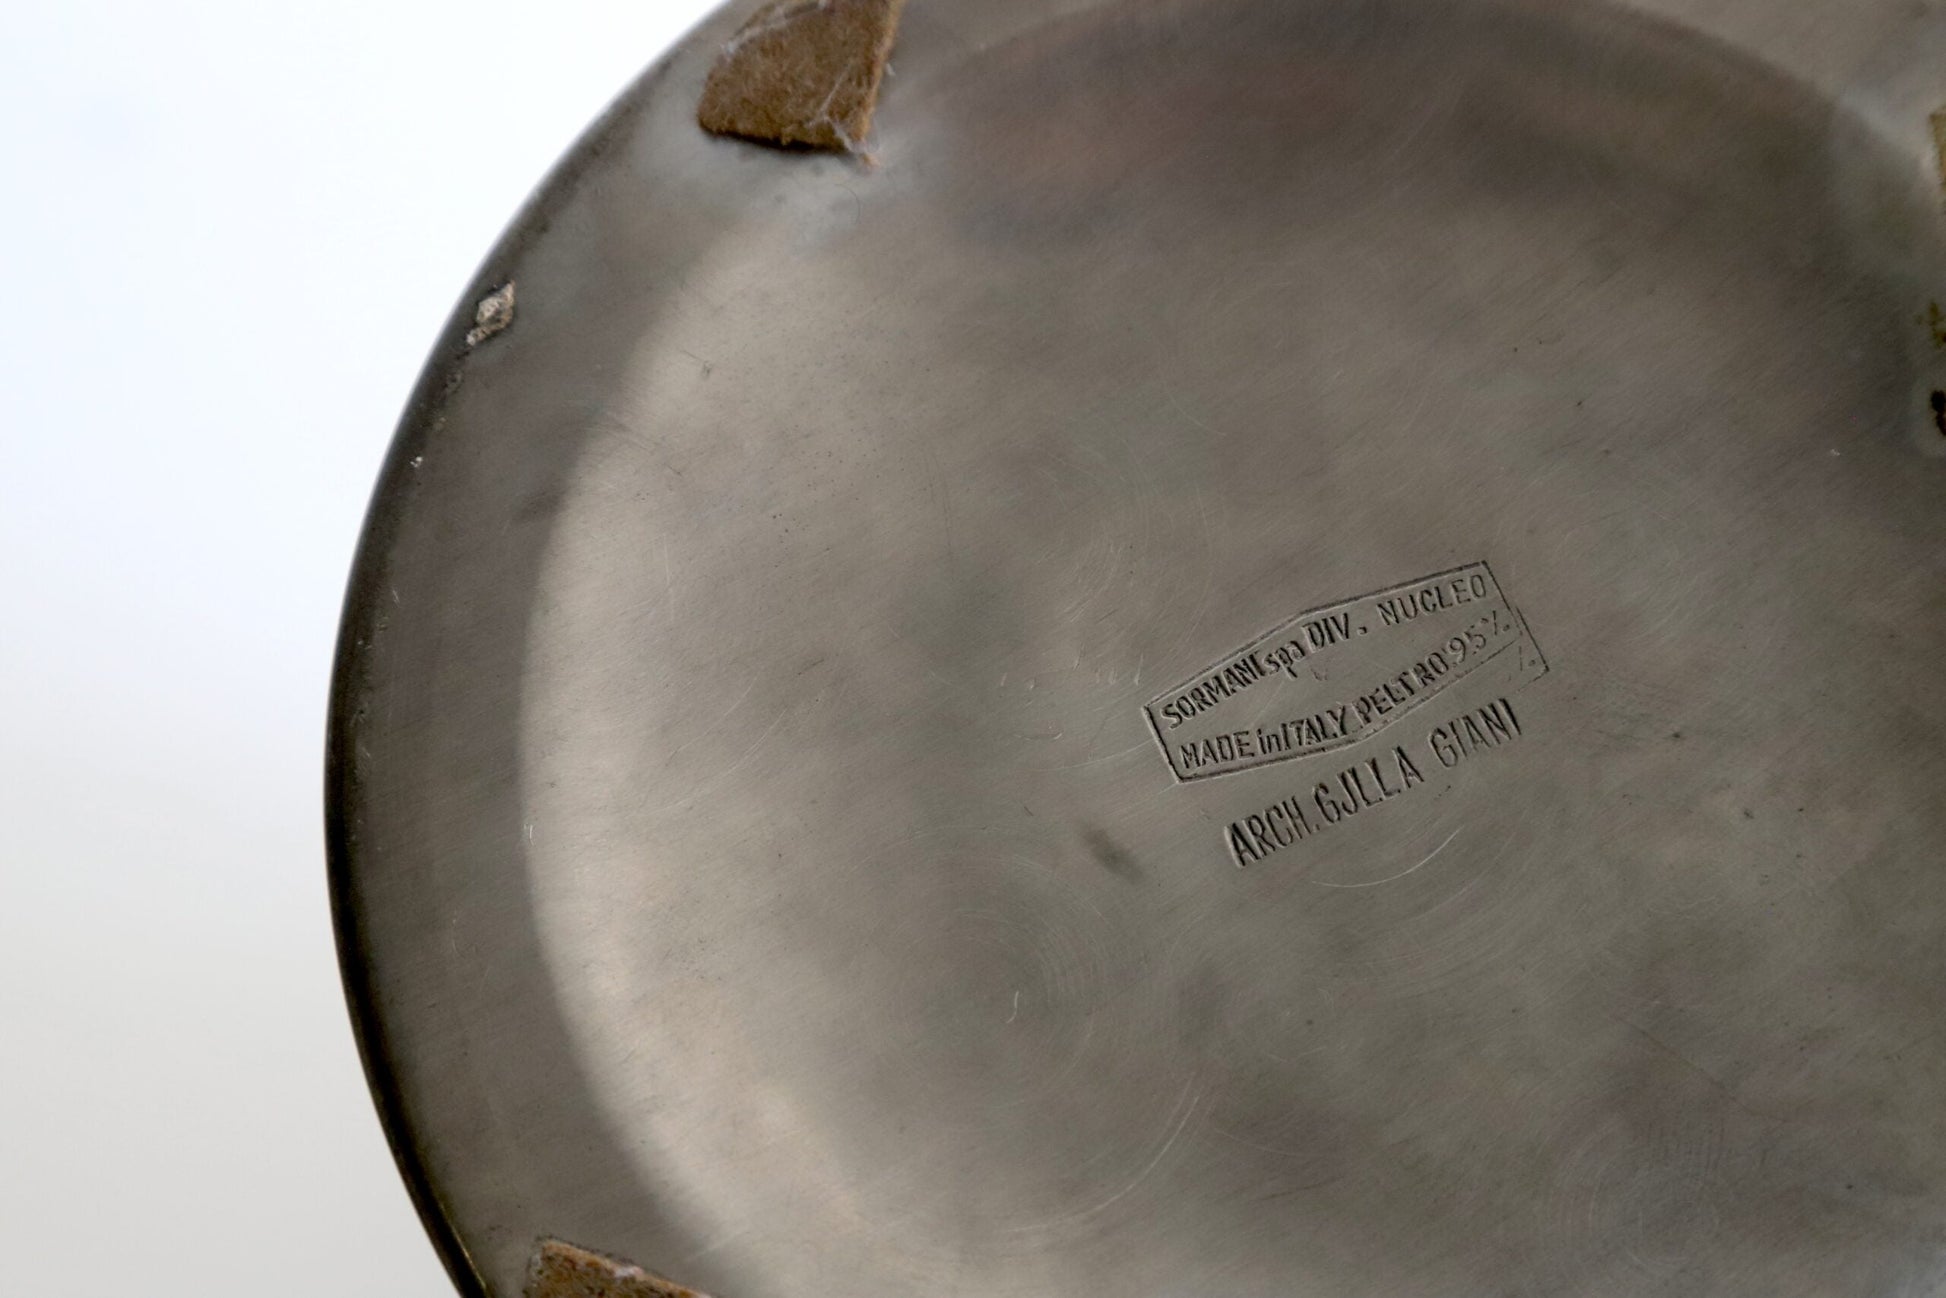 SORMANI spa DIV. NUCLEO
MADE in ITALY PELTRO 95%
ARCH. GJLLA GIANI